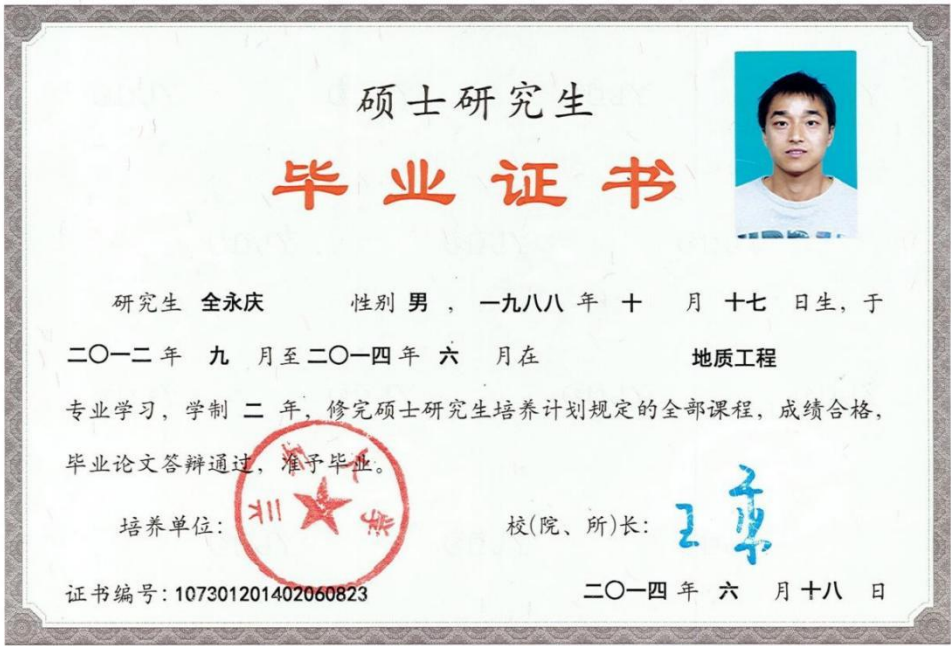 硕士研究生
毕业证书
研究生 全永庆 性别 男 ，一九八八 年 十 月 十七 日生，于
二〇一二 年 九 月至 二〇一四 年 六 月在 地质工程
专业学习，学制 二 年，修完硕士研究生培养计划规定的全部课程，成绩合格，
毕业论文答辩通过，准予毕业。
培养单位： 校(院、所)长：
证书编号：107301201402060823 二〇一四 年 六 月 十八 日